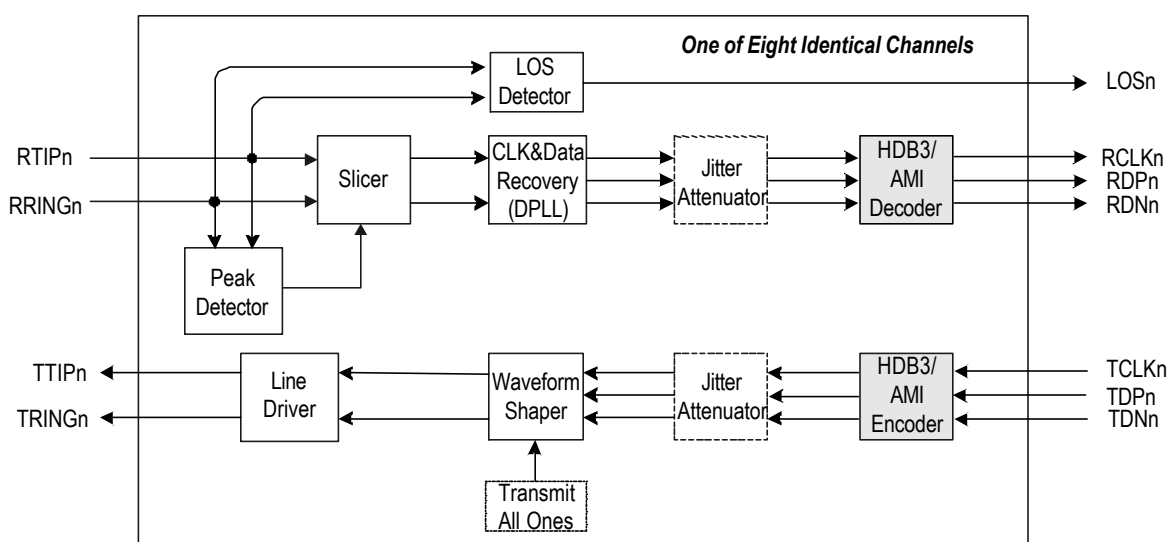 One of Eight Identical Channels
LOS
Detector
LOSn
RTIPn
RRINGn
Slicer
CLK&Data
Recovery
(DPLL)
Jitter
Attenuator
HDB3/
AMI
Decoder
RCLKn
RDPn
RDNn
Peak
Detector
TTIPn
TRINGn
Line
Driver
Waveform
Shaper
Jitter
Attenuator
HDB3/
AMI
Encoder
TCLKn
TDPn
TDNn
Transmit
All Ones